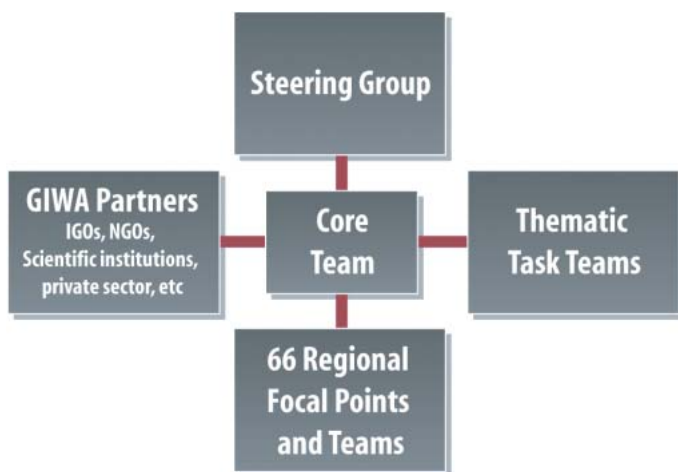 Steering Group
GIWA Partners
IGOs, NGOs,
Scientific institutions,
private sector, etc
Core
Team
Thematic
Task Teams
66 Regional
Focal Points
and Teams